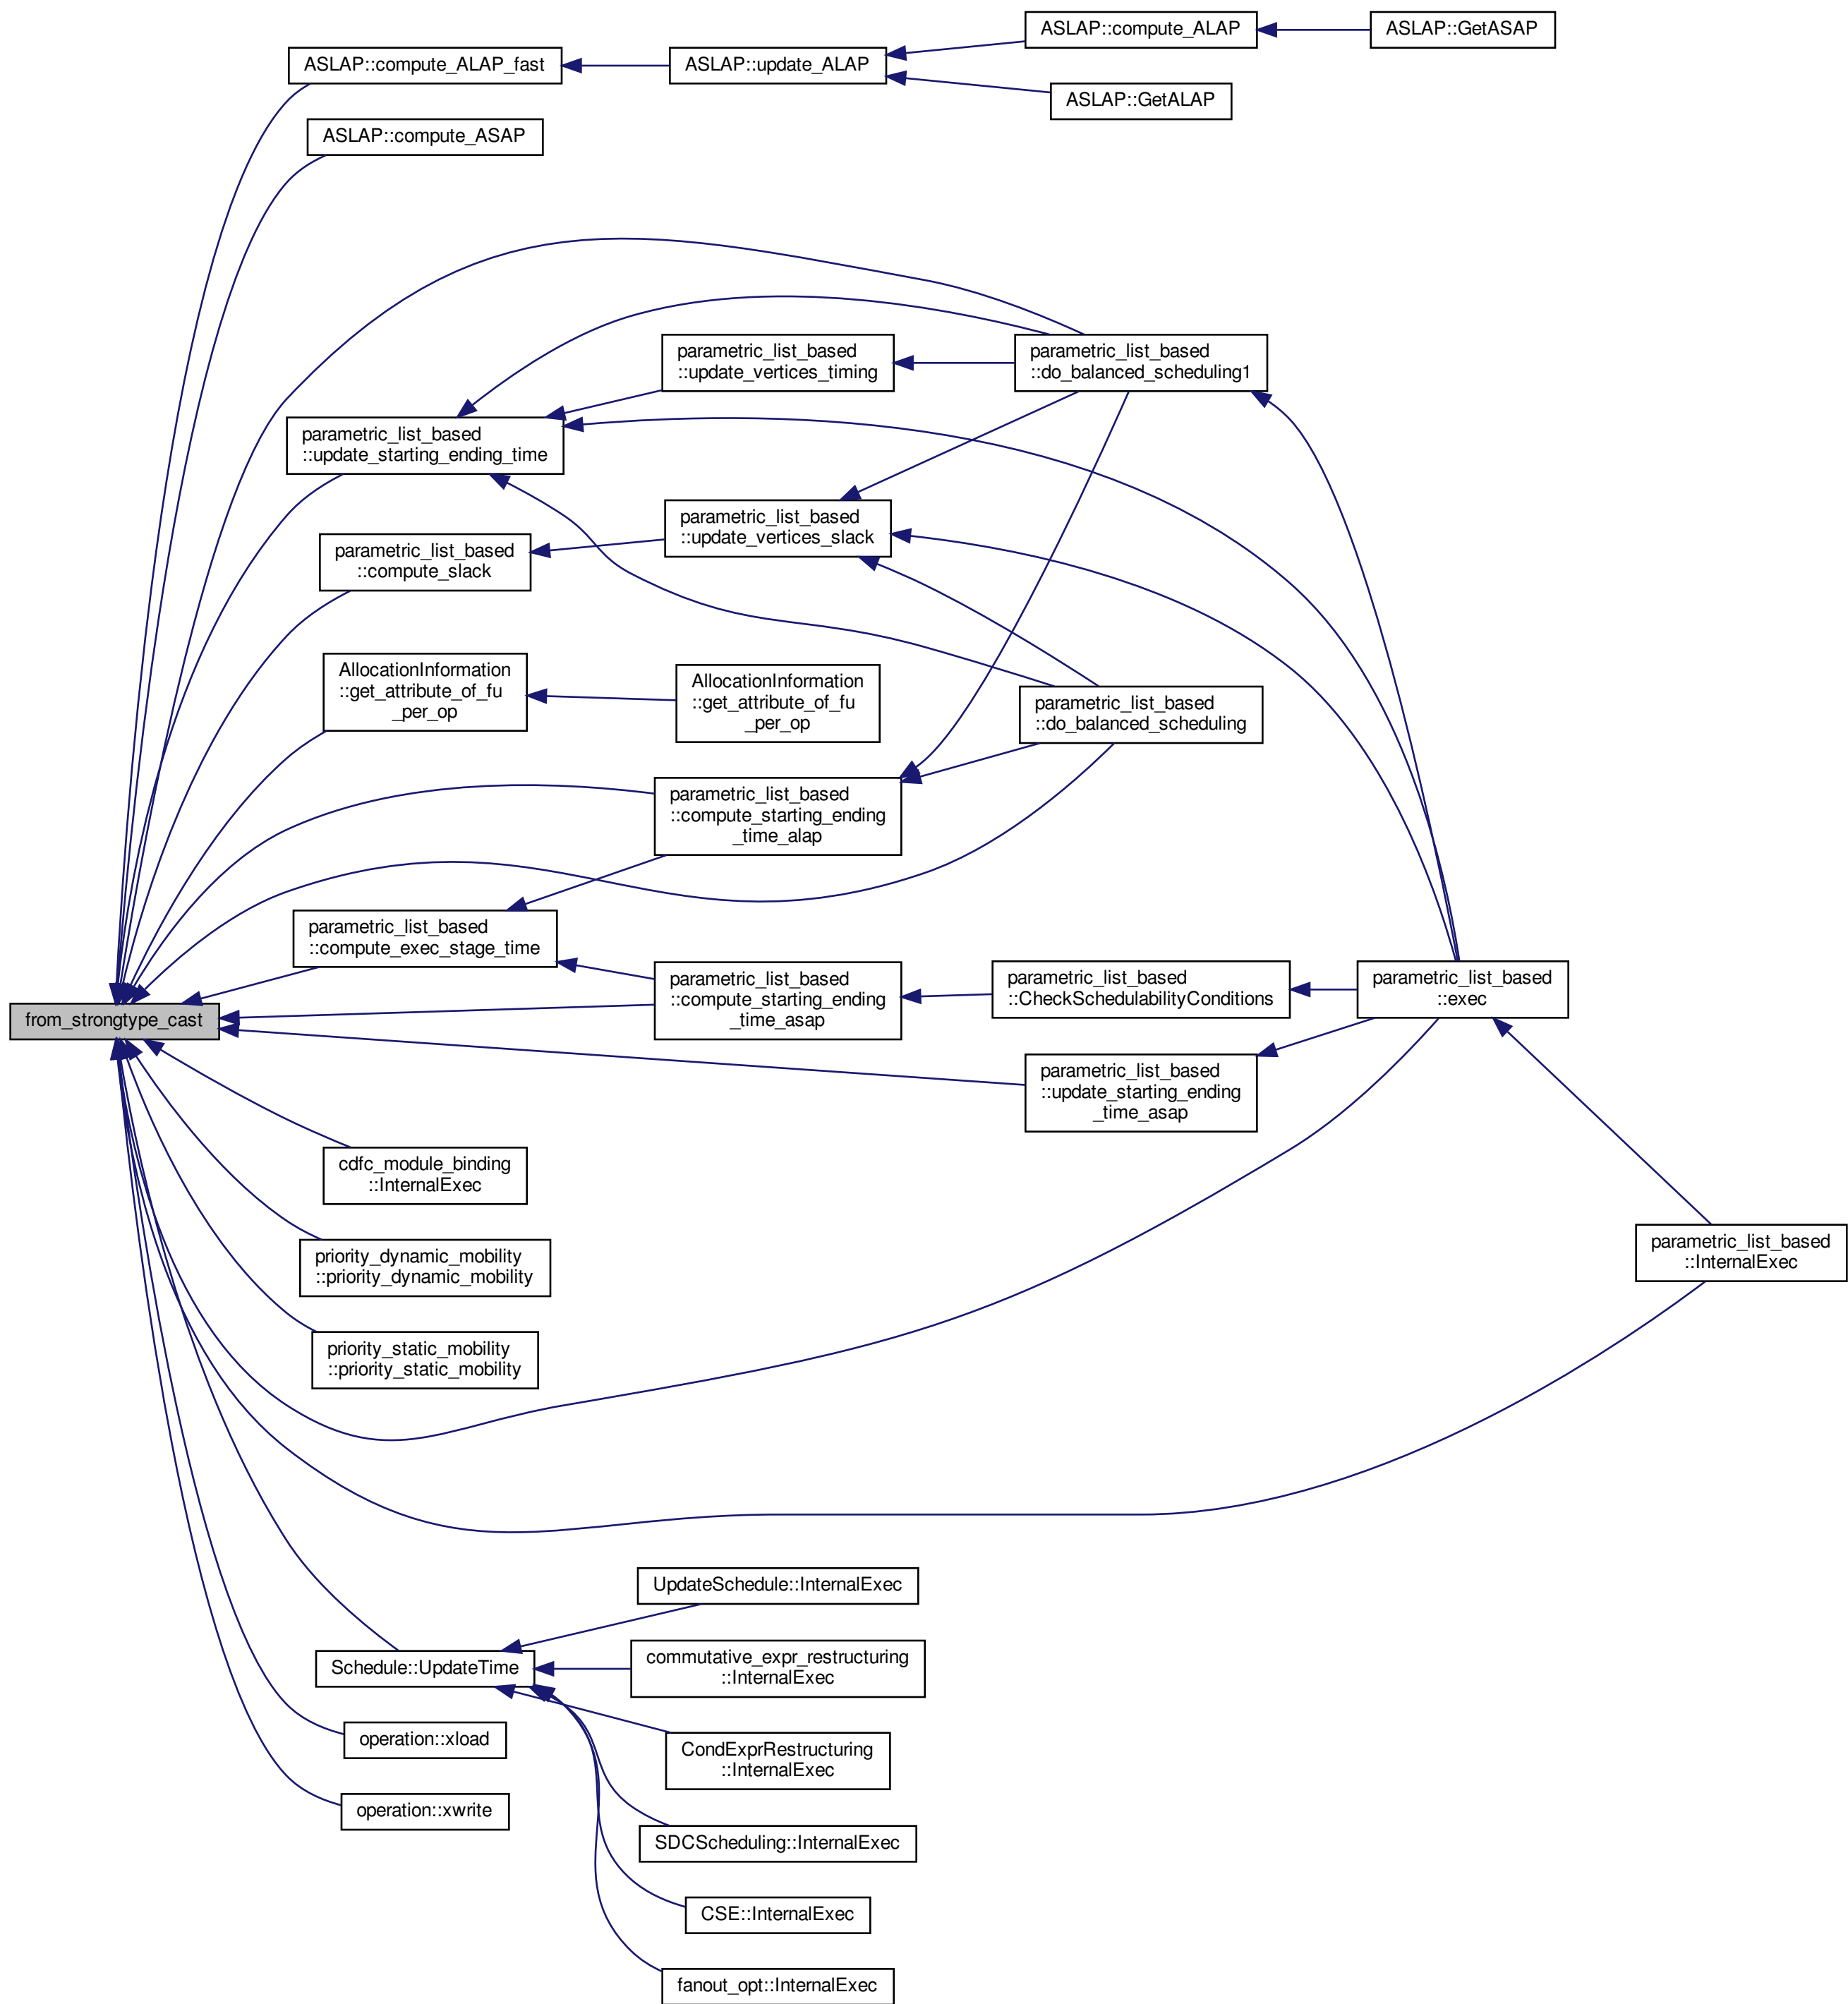 ASLAP::compute_ALAP
ASLAP::GetASAP
ASLAP::compute_ALAP_fast
ASLAP::update_ALAP
ASLAP::GetALAP
ASLAP::compute_ASAP
parametric_list_based
::update_vertices_timing
parametric_list_based
::do_balanced_scheduling1
parametric_list_based
::update_starting_ending_time
parametric_list_based
::update_vertices_slack
parametric_list_based
::compute_slack
AllocationInformation
::get_attribute_of_fu
_per_op
AllocationInformation
::get_attribute_of_fu
_per_op
parametric_list_based
::do_balanced_scheduling
parametric_list_based
::compute_starting_ending
_time_alap
parametric_list_based
::compute_exec_stage_time
parametric_list_based
::compute_starting_ending
_time_asap
parametric_list_based
::CheckSchedulabilityConditions
parametric_list_based
::exec
from_strongtype_cast
parametric_list_based
::update_starting_ending
_time_asap
cdfc_module_binding
::InternalExec
priority_dynamic_mobility
::priority_dynamic_mobility
parametric_list_based
::InternalExec
priority_static_mobility
::priority_static_mobility
UpdateSchedule::InternalExec
Schedule::UpdateTime
commutative_expr_restructuring
::InternalExec
operation::xload
CondExprRestructuring
::InternalExec
operation::xwrite
SDCScheduling::InternalExec
CSE::InternalExec
fanout_opt::InternalExec